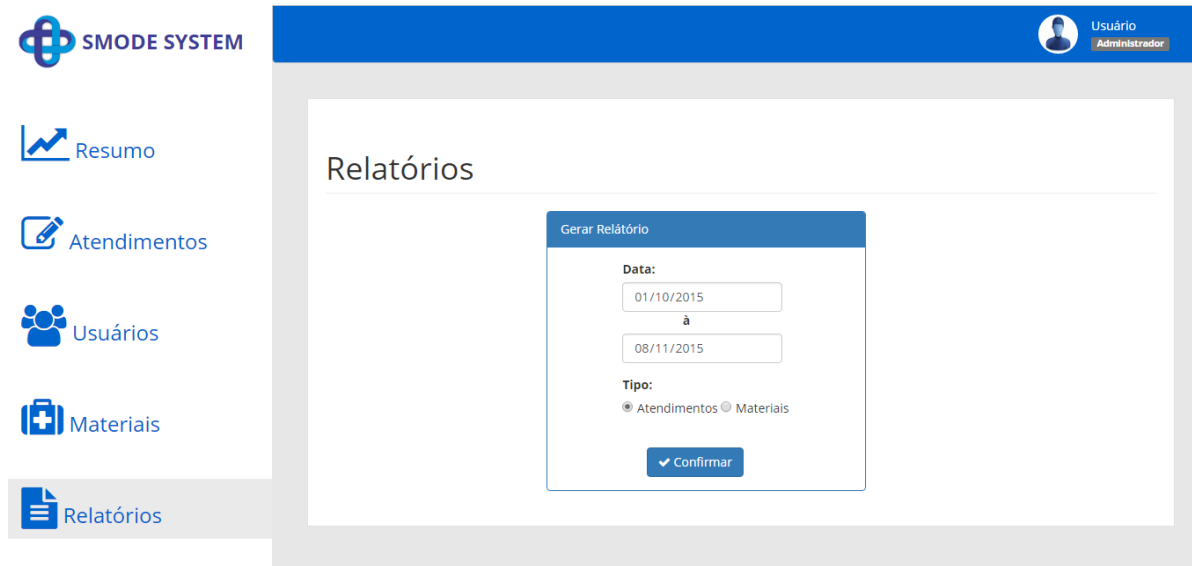 SMODE SYSTEM
Usuário
Administrador
Resumo
Atendimentos
Usuários
Materiais
Relatórios
Relatórios
Gerar Relátório
Data:
01/10/2015
à
08/11/2015
Tipo:
Atendimentos Materiais
Confirmar